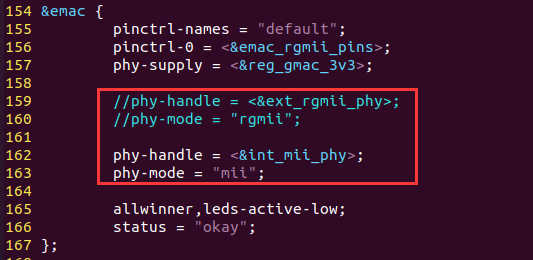 154 &emac {
155         pinctrl-names = "default";
156         pinctrl-0 = <&emac_rgmii_pins>;
157         phy-supply = <&reg_gmac_3v3>;
158
159         //phy-handle = <&ext_rgmii_phy>;
160         //phy-mode = "rgmii";
161
162         phy-handle = <&int_mii_phy>;
163         phy-mode = "mii";
164
165         allwinner,leds-active-low;
166         status = "okay";
167 };